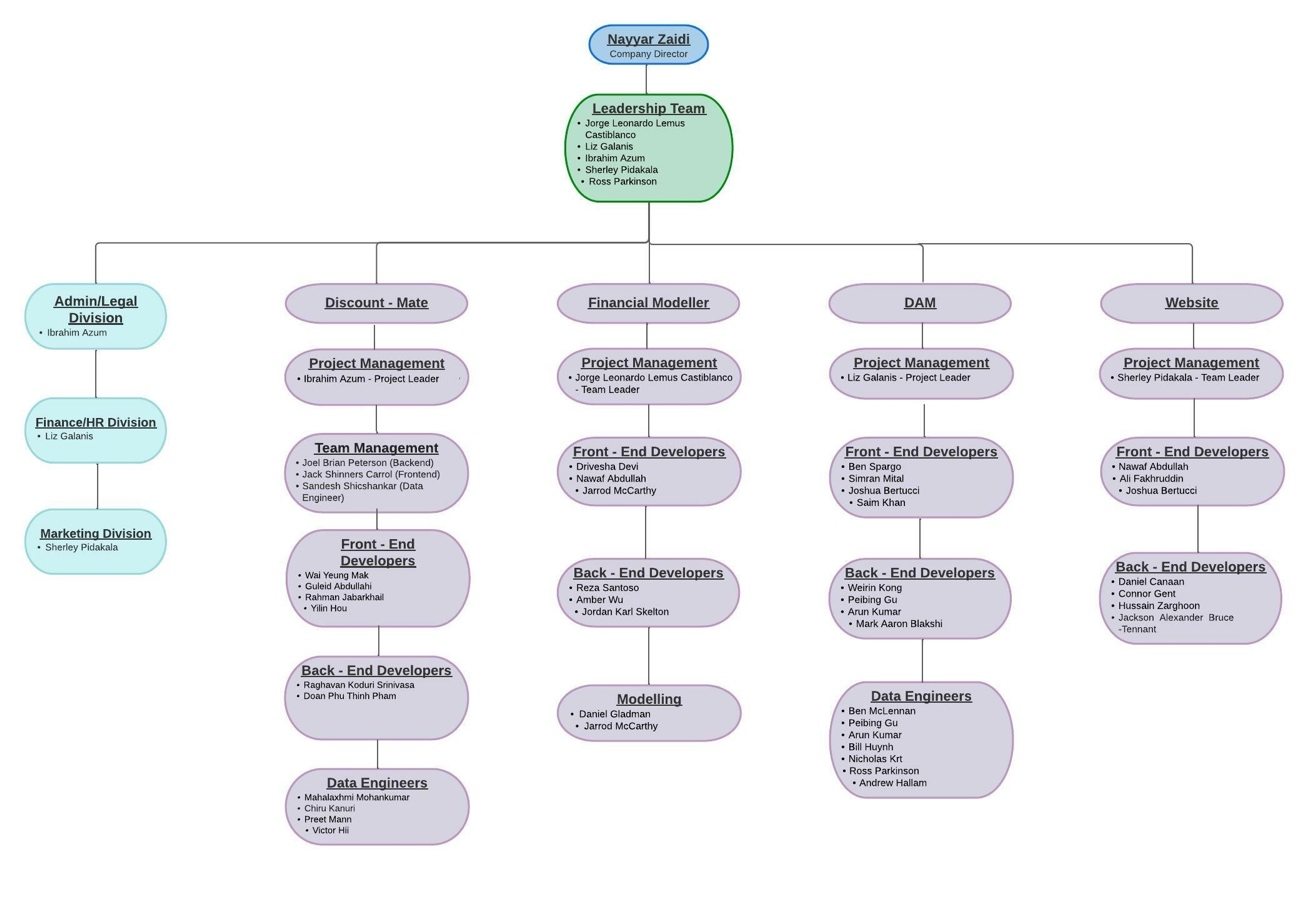 Nayyar Zaidi
Company Director
Leadership Team
• Jorge Leonardo Lemus
Castiblanco
• Liz Galanis
• Ibrahim Azum
• Sherley Pidakala
• Ross Parkinson
Admin/Legal
Division
• Ibrahim Azum
Finance/HR Division
• Liz Galanis
Marketing Division
• Sherley Pidakala
Discount - Mate
Project Management
• Ibrahim Azum - Project Leader
Team Management
• Joel Brian Peterson (Backend)
• Jack Shinners Carrol (Frontend)
• Sandesh Shicshankar (Data
Engineer)
Front - End
Developers
• Wai Yeung Mak
• Guleid Abdullahi
• Rahman Jabarkhail
• Yilin Hou
Back - End Developers
• Raghavan Koduri Srinivasa
• Doan Phu Thinh Pham
Data Engineers
• Mahalaxhmi Mohankumar
• Chiru Kanuri
• Preet Mann
• Victor Hii
Financial Modeller
Project Management
• Jorge Leonardo Lemus Castiblanco
- Team Leader
Front - End Developers
• Drivesha Devi
• Nawaf Abdullah
• Jarrod McCarthy
Back - End Developers
• Reza Santoso
• Amber Wu
• Jordan Karl Skelton
Modelling
• Daniel Gladman
• Jarrod McCarthy
DAM
Project Management
• Liz Galanis - Project Leader
Front - End Developers
• Ben Spargo
• Simran Mital
• Joshua Bertucci
• Saim Khan
Back - End Developers
• Weirin Kong
• Peibing Gu
• Arun Kumar
• Mark Aaron Blakshi
Data Engineers
• Ben McLennan
• Peibing Gu
• Arun Kumar
• Bill Huynh
• Nicholas Krt
• Ross Parkinson
• Andrew Hallam
Website
Project Management
• Sherley Pidakala - Team Leader
Front - End Developers
• Nawaf Abdullah
• Ali Fakhruddin
• Joshua Bertucci
Back - End Developers
• Daniel Canaan
• Connor Gent
• Hussain Zarghoon
• Jackson Alexander Bruce
-Tennant